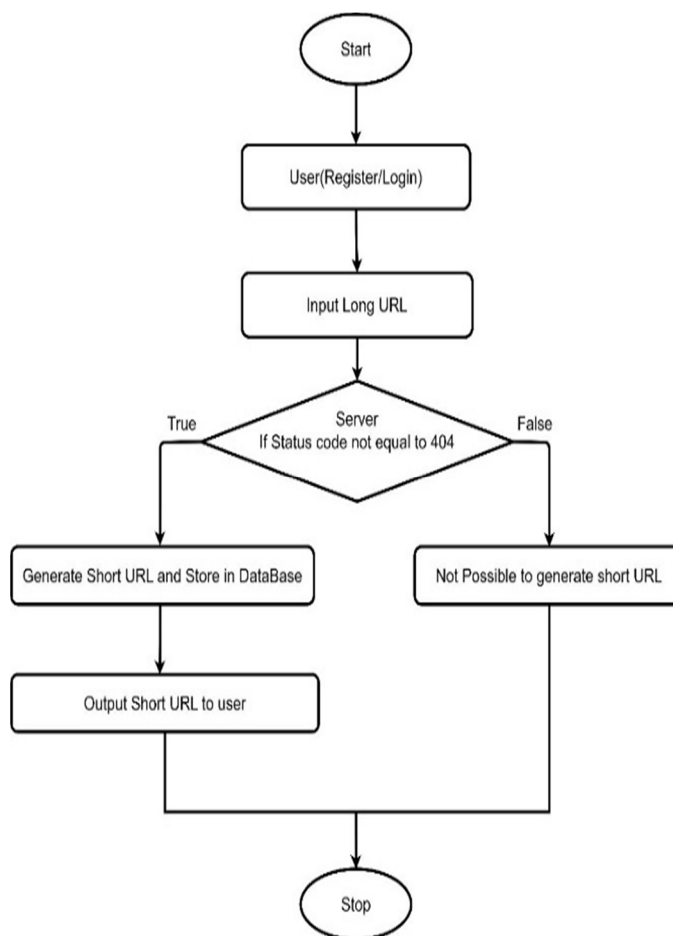 Start
User(Register/Login)
Input Long URL
Server
If Status code not equal to 404
True
False
Generate Short URL and Store in DataBase
Not Possible to generate short URL
Output Short URL to user
Stop